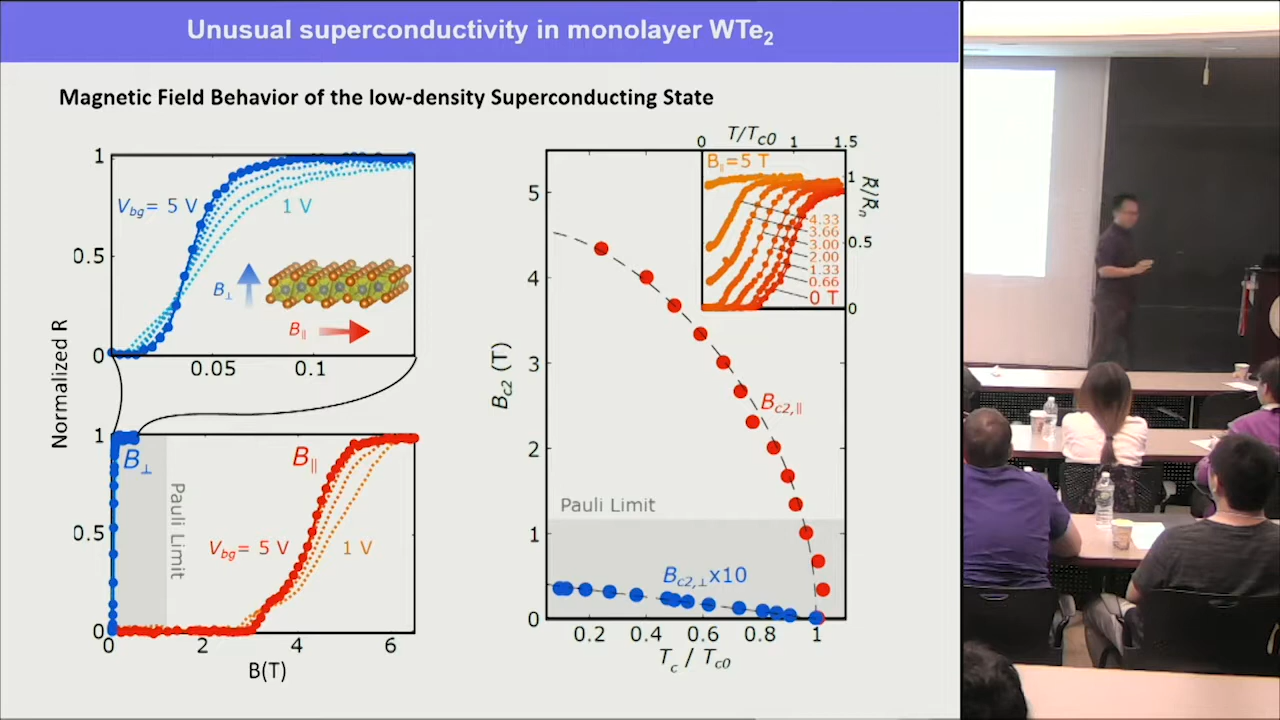 Unusual superconductivity in monolayer WTe2
Magnetic Field Behavior of the low-density Superconducting State
Normalized R
1
0.5
0
Vbg= 5 V
1 V
B⊥
B||
0.05
0.1
1
0.5
0
B⊥
Pauli Limit
B||
Vbg= 5 V
1 V
0
2
4
6
B(T)
Bc2 (T)
5
4
3
2
1
0
T/Tc0
0
1
1.5
B||=5 T
1
0.5
0
R/Rn
4.33
3.66
3.00
2.00
1.33
0.66
0 T
Bc2,||
Pauli Limit
Bc2,⊥x10
0.2
0.4
0.6
0.8
1
Tc / Tc0